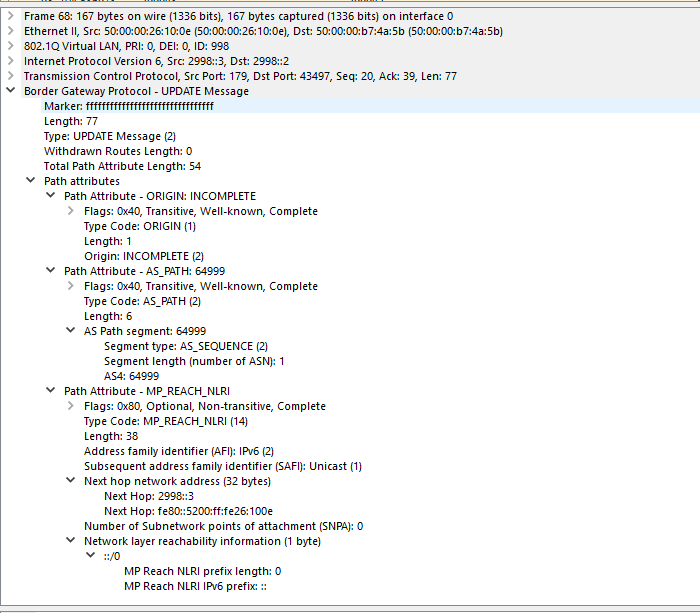 Frame 68: 167 bytes on wire (1336 bits), 167 bytes captured (1336 bits) on interface 0
Ethernet II, Src: 50:00:00:26:10:0e (50:00:00:26:10:0e), Dst: 50:00:00:b7:4a:5b (50:00:00:b7:4a:5b)
802.1Q Virtual LAN, PRI: 0, DEI: 0, ID: 998
Internet Protocol Version 6, Src: 2998::3, Dst: 2998::2
Transmission Control Protocol, Src Port: 179, Dst Port: 43497, Seq: 20, Ack: 39, Len: 77
Border Gateway Protocol - UPDATE Message
Marker: ffffffffffffffffffffffffffffffff
Length: 77
Type: UPDATE Message (2)
Withdrawn Routes Length: 0
Total Path Attribute Length: 54
Path attributes
Path Attribute - ORIGIN: INCOMPLETE
Flags: 0x40, Transitive, Well-known, Complete
Type Code: ORIGIN (1)
Length: 1
Origin: INCOMPLETE (2)
Path Attribute - AS_PATH: 64999
Flags: 0x40, Transitive, Well-known, Complete
Type Code: AS_PATH (2)
Length: 6
AS Path segment: 64999
Segment type: AS_SEQUENCE (2)
Segment length (number of ASN): 1
AS4: 64999
Path Attribute - MP_REACH_NLRI
Flags: 0x80, Optional, Non-transitive, Complete
Type Code: MP_REACH_NLRI (14)
Length: 38
Address family identifier (AFI): IPv6 (2)
Subsequent address family identifier (SAFI): Unicast (1)
Next hop network address (32 bytes)
Next Hop: 2998::3
Next Hop: fe80::5200:ff:fe26:100e
Number of Subnetwork points of attachment (SNPA): 0
Network layer reachability information (1 byte)
::/0
MP Reach NLRI prefix length: 0
MP Reach NLRI IPv6 prefix: ::